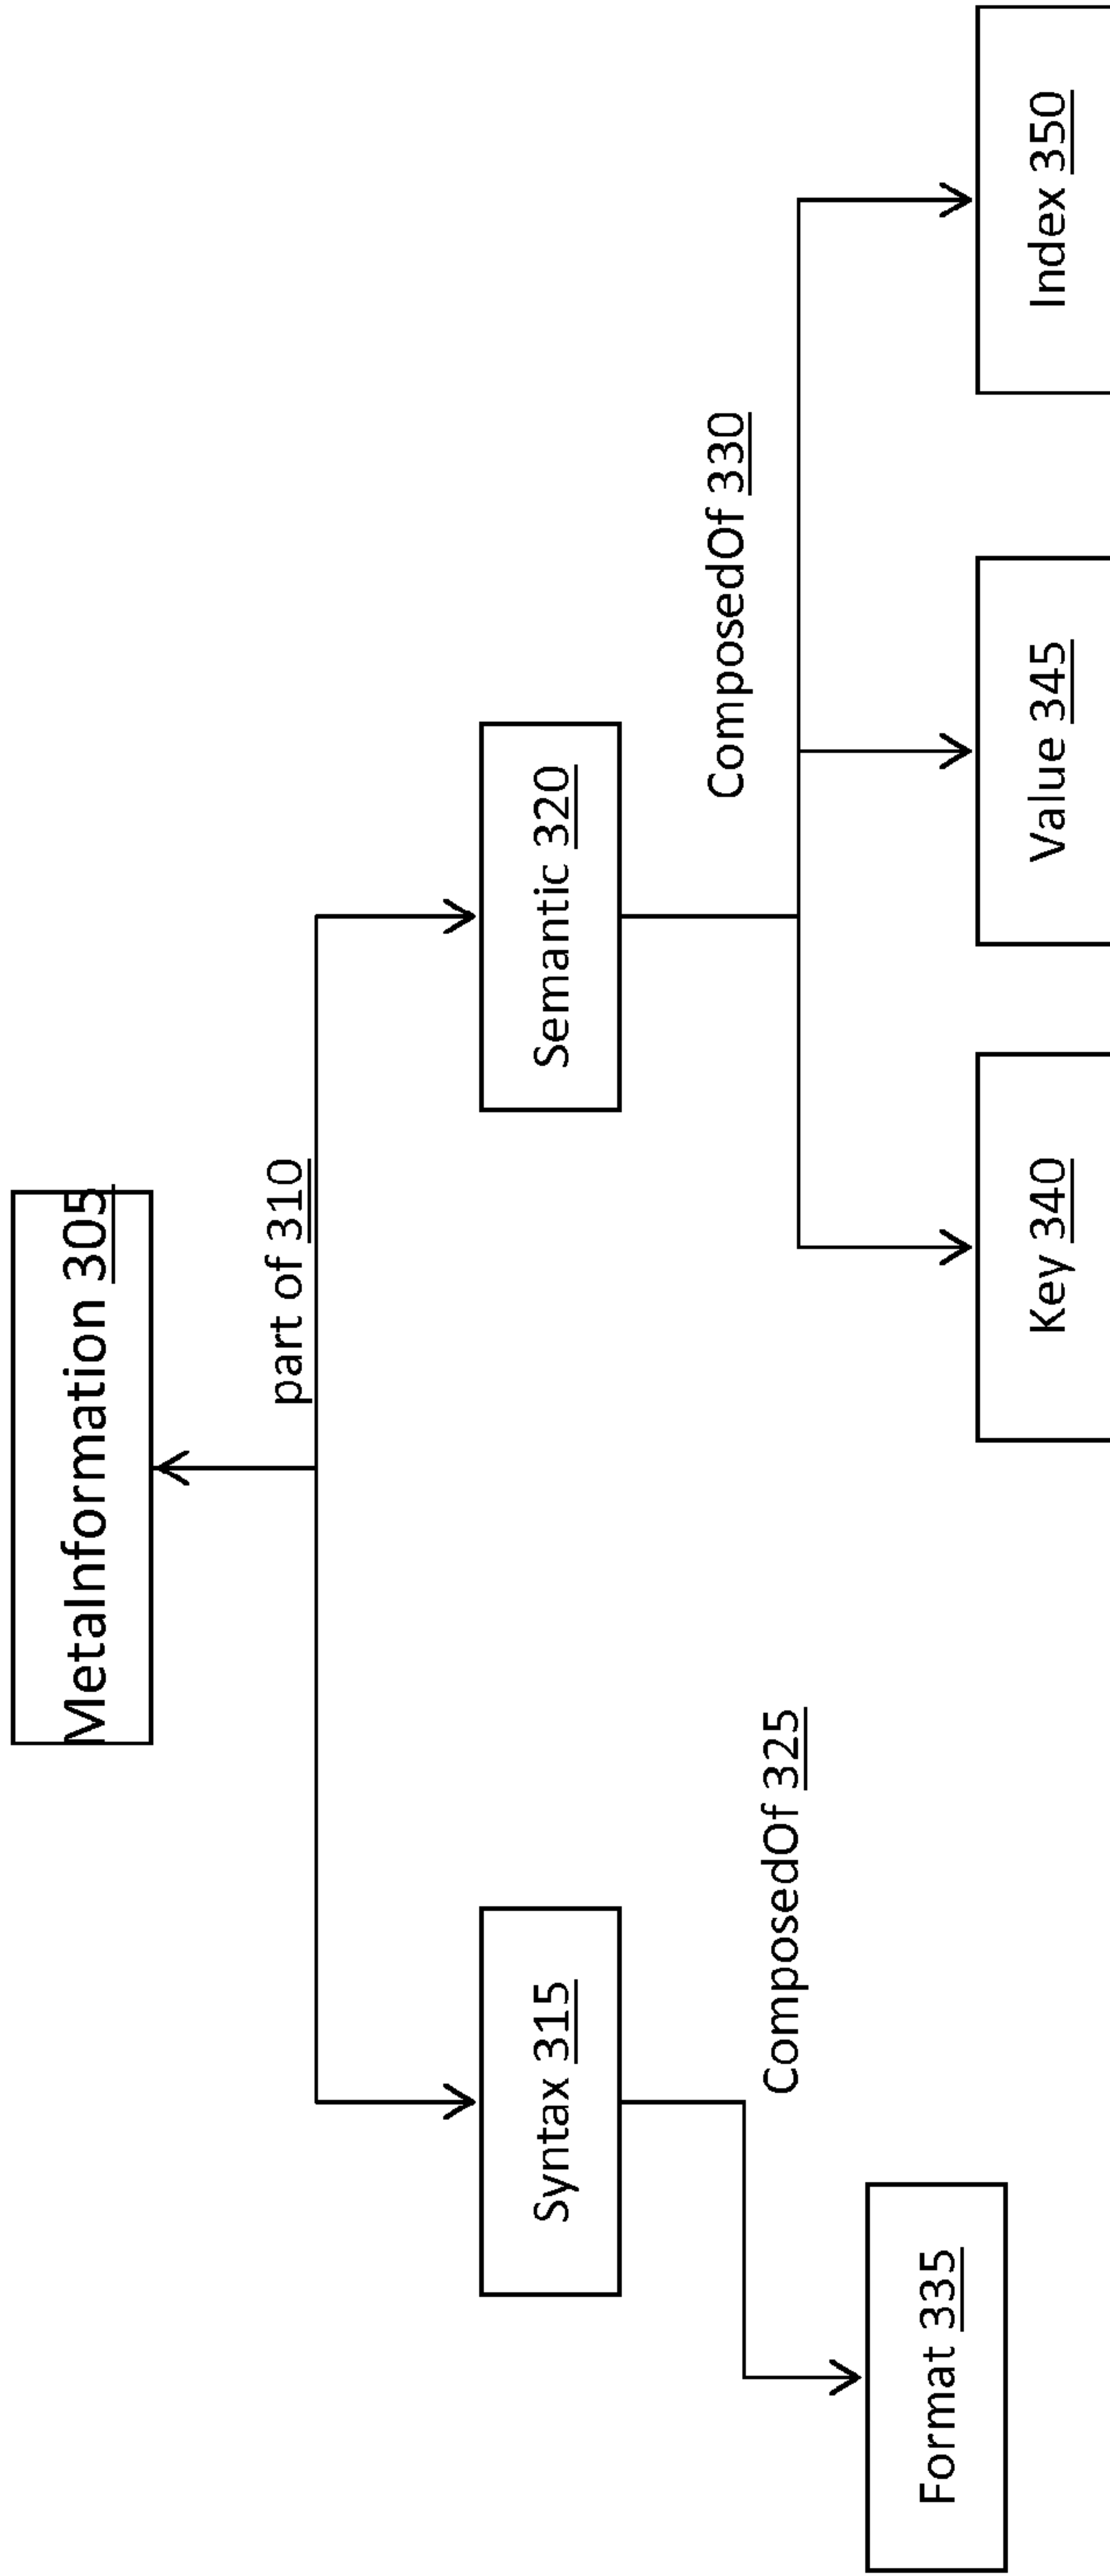 MetaInformation 305
part of 310
Syntax 315
Semantic 320
ComposedOf 325
ComposedOf 330
Format 335
Key 340
Value 345
Index 350